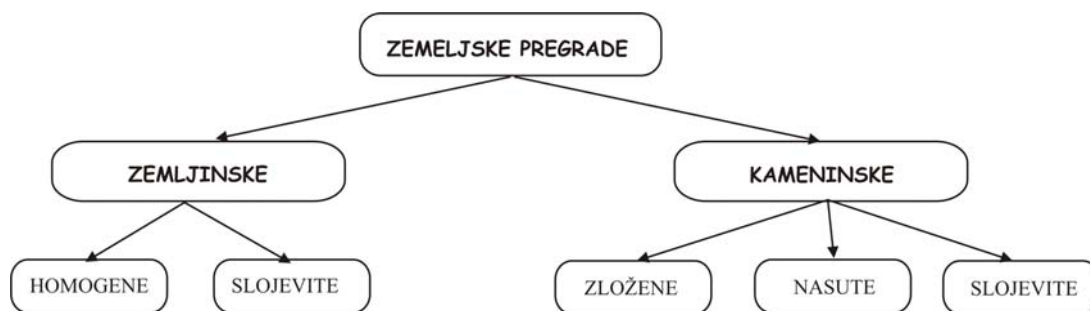 ZEMELJSKE PREGRADE
ZEMLJINSKE
KAMENINSKE
HOMOGENE
SLOJEVITE
ZLOŽENE
NASUTE
SLOJEVITE